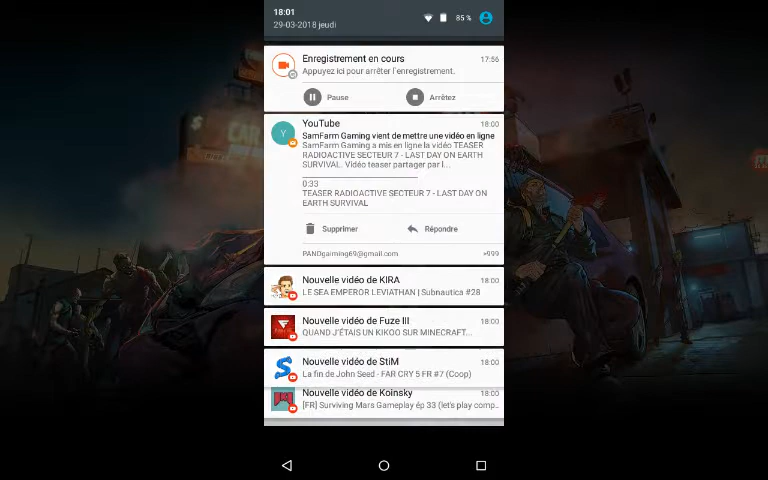 18:01
29-03-2018 jeudi
85 %
Enregistrement en cours
17:56
Appuyez ici pour arrêter l'enregistrement.
Pause
Arrêtez
Y
YouTube
18:00
SamFarm Gaming vient de mettre une vidéo en ligne
SamFarm Gaming a mis en ligne la vidéo TEASER
RADIOACTIVE SECTEUR 7 - LAST DAY ON EARTH
SURVIVAL. Vidéo teaser partager par l...
0:33
TEASER RADIOACTIVE SECTEUR 7 - LAST DAY ON
EARTH SURVIVAL
Supprimer
Répondre
PANDgaiming69@gmail.com
>999
Nouvelle vidéo de KIRA
18:00
LE SEA EMPEROR LEVIATHAN | Subnautica #28
Nouvelle vidéo de Fuze III
18:00
QUAND J'ÉTAIS UN KIKOO SUR MINECRAFT...
Nouvelle vidéo de StiM
18:00
La fin de John Seed - FAR CRY 5 FR #7 (Coop)
Nouvelle vidéo de Koinsky
18:00
[FR] Surviving Mars Gameplay ép 33 (let's play comp..